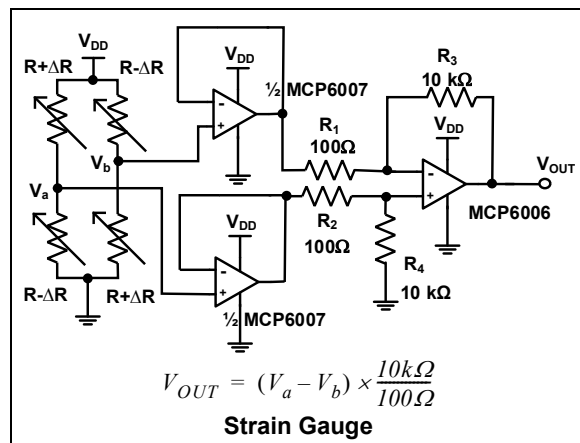 R+ΔR
V_DD
R-ΔR
V_DD
½ MCP6007
-
+
R_3
10 kΩ
R_1
100Ω
V_DD
V_b
V_a
-
+
V_OUT
MCP6006
R_2
100Ω
V_DD
-
+
R_4
10 kΩ
R-ΔR
R+ΔR
½ MCP6007
V_OUT = (V_a – V_b) × 10kΩ / 100Ω
Strain Gauge